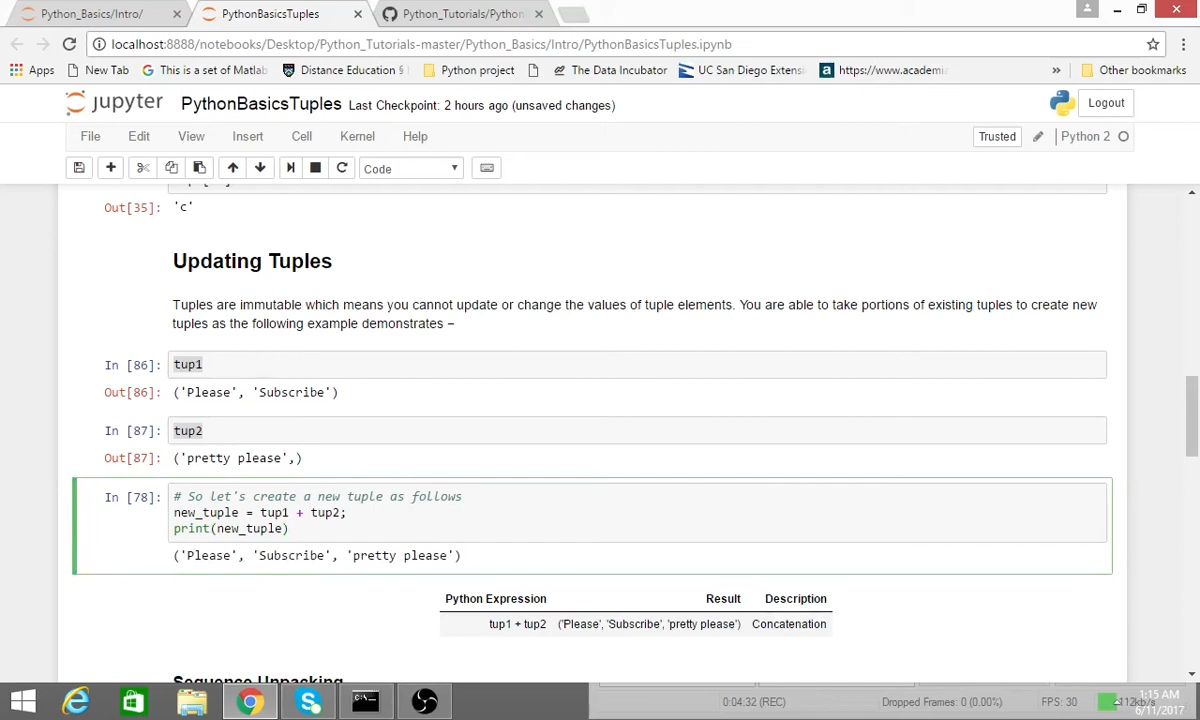 Python_Basics/Intro/
PythonBasicsTuples
Python_Tutorials/Python
localhost:8888/notebooks/Desktop/Python_Tutorials-master/Python_Basics/Intro/PythonBasicsTuples.ipynb
Apps New Tab This is a set of Matlab Distance Education § Python project The Data Incubator UC San Diego Extens https://www.academia » Other bookmarks
jupyter PythonBasicsTuples Last Checkpoint: 2 hours ago (unsaved changes) Logout
File Edit View Insert Cell Kernel Help Trusted Python 2
Code
Out[35]: 'c'
Updating Tuples
Tuples are immutable which means you cannot update or change the values of tuple elements. You are able to take portions of existing tuples to create new
tuples as the following example demonstrates –
In [86]: tup1
Out[86]: ('Please', 'Subscribe')
In [87]: tup2
Out[87]: ('pretty please',)
In [78]: # So let's create a new tuple as follows
new_tuple = tup1 + tup2;
print(new_tuple)
('Please', 'Subscribe', 'pretty please')
Python Expression Result Description
tup1 + tup2 ('Please', 'Subscribe', 'pretty please') Concatenation
Sequence Unpacking
0:04:32 (REC) Dropped Frames: 0 (0.00%) FPS: 30 112kb/s
1:15 AM
6/11/2017